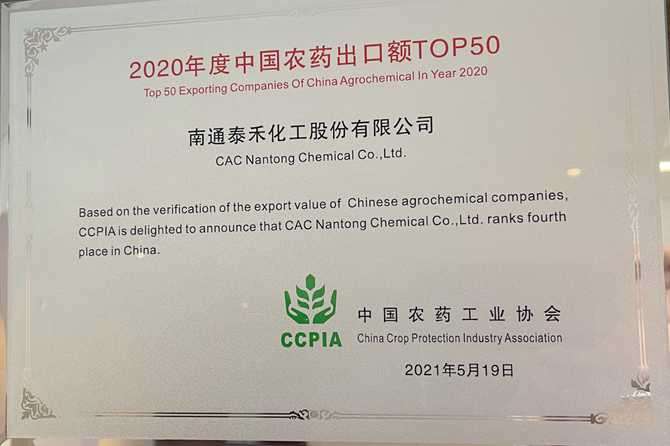 2020年度中国农药出口额TOP50
Top 50 Exporting Companies Of China Agrochemical In Year 2020
南通泰禾化工股份有限公司
CAC Nantong Chemical Co.,Ltd.
Based on the verification of the export value of Chinese agrochemical companies,
CCPIA is delighted to announce that CAC Nantong Chemical Co.,Ltd. ranks fourth
place in China.
CCPIA
中国农药工业协会
China Crop Protection Industry Association
2021年5月19日